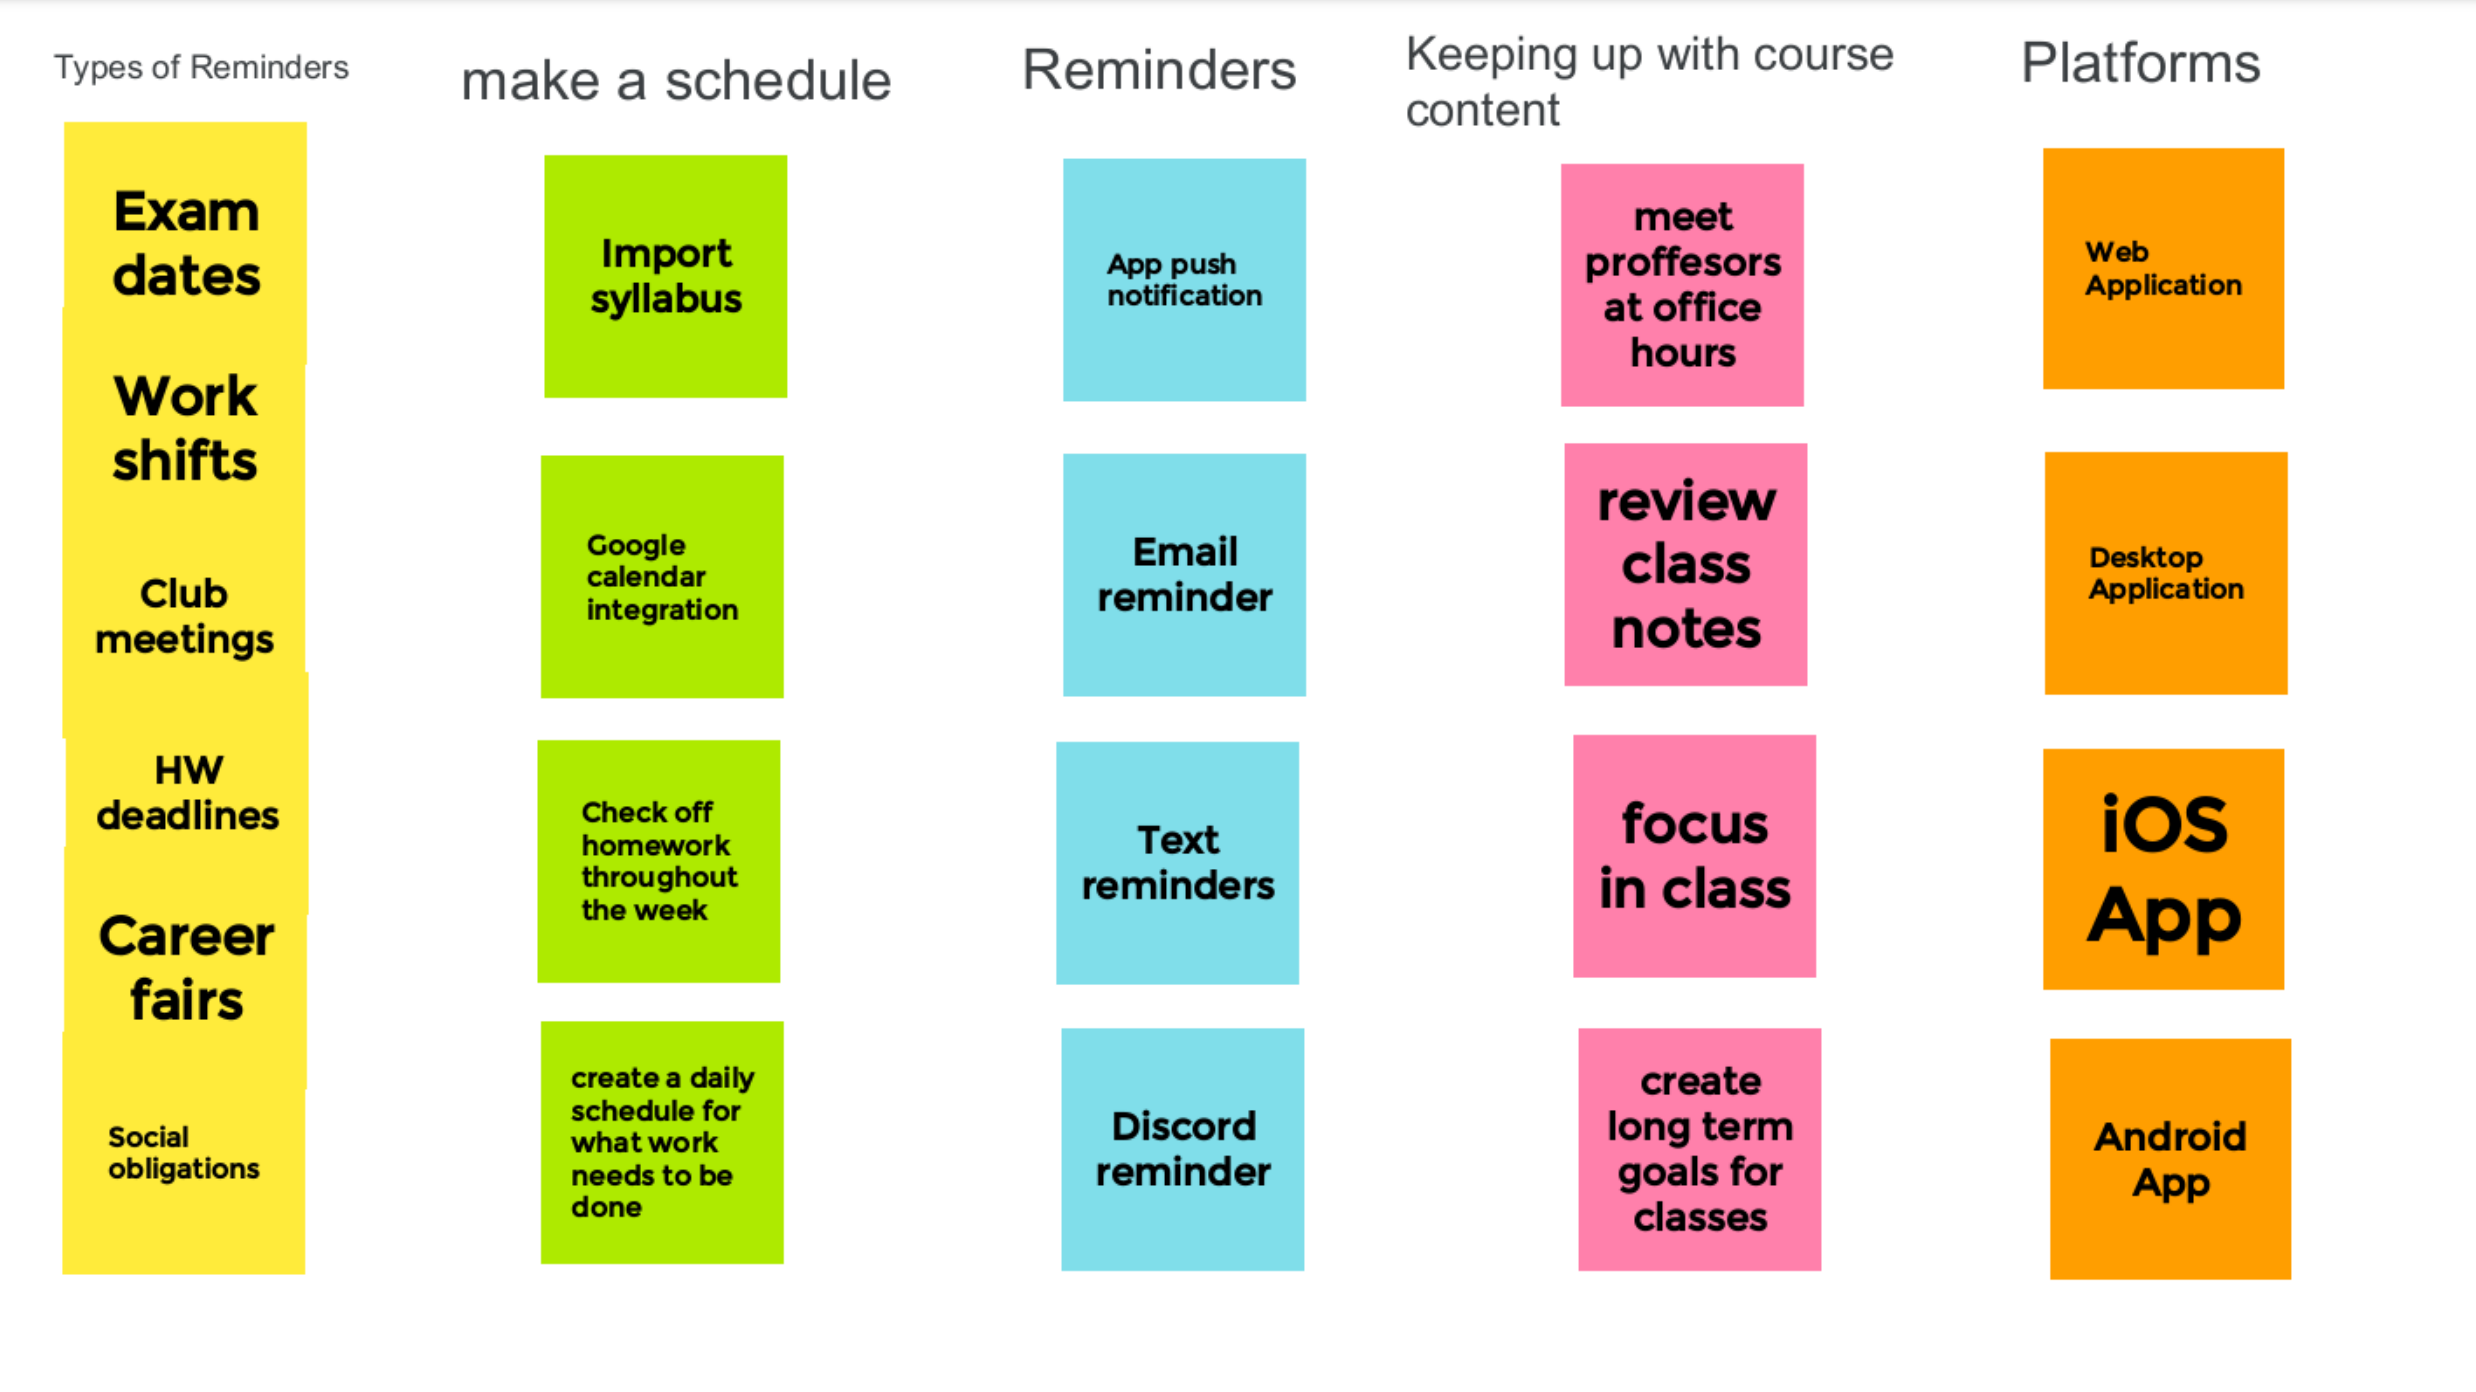 Types of Reminders
Exam
dates
Work
shifts
Club
meetings
HW
deadlines
Career
fairs
Social
obligations
make a schedule
Import
syllabus
Google
calendar
integration
Check off
homework
throughout
the week
create a daily
schedule for
what work
needs to be
done
Reminders
App push
notification
Email
reminder
Text
reminders
Discord
reminder
Keeping up with course
content
meet
proffesors
at office
hours
review
class
notes
focus
in class
create
long term
goals for
classes
Platforms
Web
Application
Desktop
Application
iOS
App
Android
App